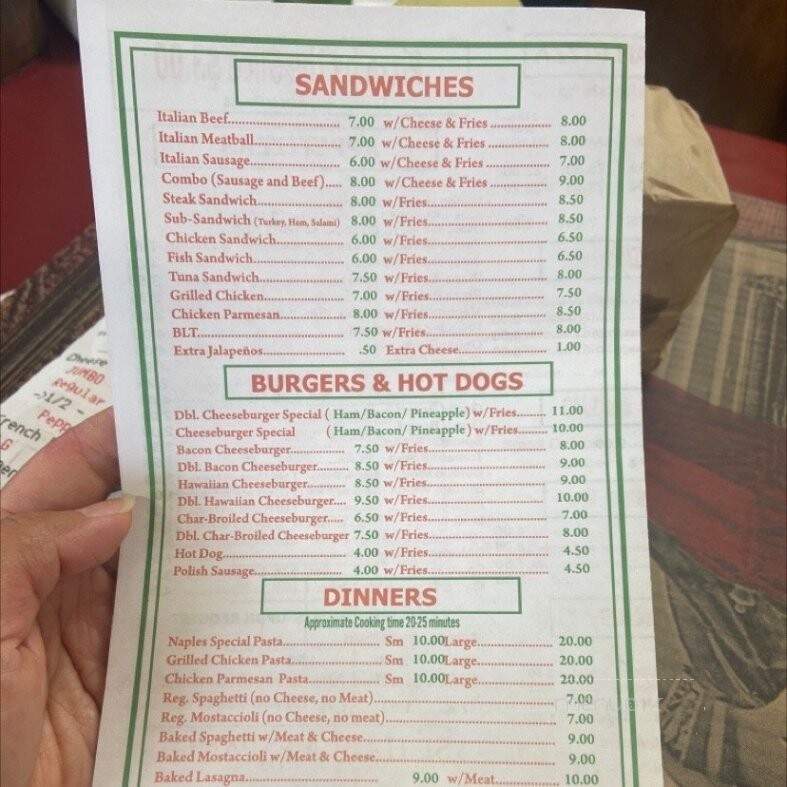 SANDWICHES
Italian Beef.......... 7.00 w/Cheese & Fries .......... 8.00
Italian Meatball.......... 7.00 w/Cheese & Fries .......... 8.00
Italian Sausage.......... 6.00 w/Cheese & Fries .......... 7.00
Combo (Sausage and Beef)..... 8.00 w/Cheese & Fries .......... 9.00
Steak Sandwich.......... 8.00 w/Fries.......... 8.50
Sub-Sandwich (Turkey, Ham, Salami) 8.00 w/Fries.......... 8.50
Chicken Sandwich.......... 6.00 w/Fries.......... 6.50
Fish Sandwich.......... 6.00 w/Fries.......... 6.50
Tuna Sandwich.......... 7.50 w/Fries.......... 8.00
Grilled Chicken.......... 7.00 w/Fries.......... 7.50
Chicken Parmesan.......... 8.00 w/Fries.......... 8.50
BLT.......... 7.50 w/Fries.......... 8.00
Extra Jalapeños.......... .50 Extra Cheese.......... 1.00
BURGERS & HOT DOGS
Dbl. Cheeseburger Special ( Ham/Bacon/ Pineapple) w/Fries........ 11.00
Cheeseburger Special ( Ham/Bacon/ Pineapple) w/Fries........ 10.00
Bacon Cheeseburger.......... 7.50 w/Fries.......... 8.00
Dbl. Bacon Cheeseburger......... 8.50 w/Fries.......... 9.00
Hawaiian Cheeseburger.......... 8.50 w/Fries.......... 9.00
Dbl. Hawaiian Cheeseburger.... 9.50 w/Fries.......... 10.00
Char-Broiled Cheeseburger..... 6.50 w/Fries.......... 7.00
Dbl. Char-Broiled Cheeseburger 7.50 w/Fries.......... 8.00
Hot Dog.......... 4.00 w/Fries.......... 4.50
Polish Sausage.......... 4.00 w/Fries.......... 4.50
DINNERS
Approximate Cooking time 20-25 minutes
Naples Special Pasta.......... Sm 10.00Large.......... 20.00
Grilled Chicken Pasta.......... Sm 10.00Large.......... 20.00
Chicken Parmesan Pasta.......... Sm 10.00Large.......... 20.00
Reg. Spaghetti (no Cheese, no Meat).......... 7.00
Reg. Mostaccioli (no Cheese, no meat).......... 7.00
Baked Spaghetti w/Meat & Cheese.......... 9.00
Baked Mostaccioli w/Meat & Cheese.......... 9.00
Baked Lasagna.......... 9.00 w/Meat.......... 10.00
Cheese
JUMBO
Regular